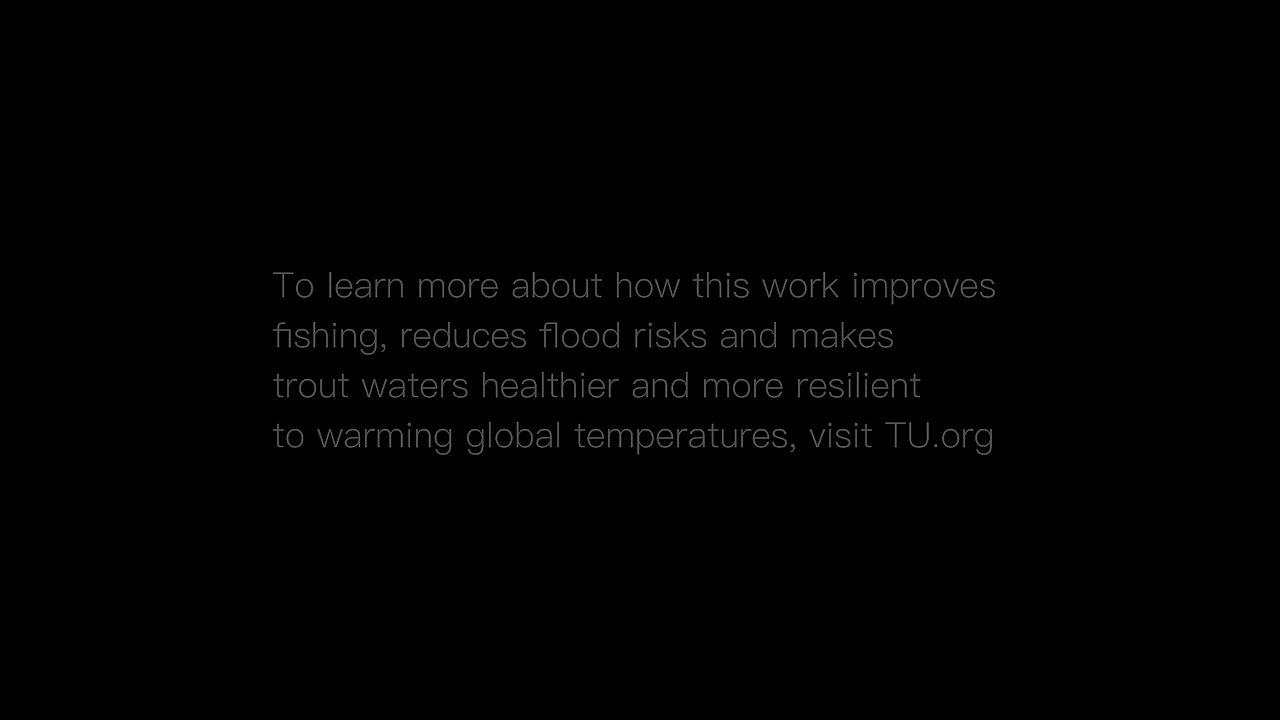 To learn more about how this work improves
fishing, reduces flood risks and makes
trout waters healthier and more resilient
to warming global temperatures, visit TU.org